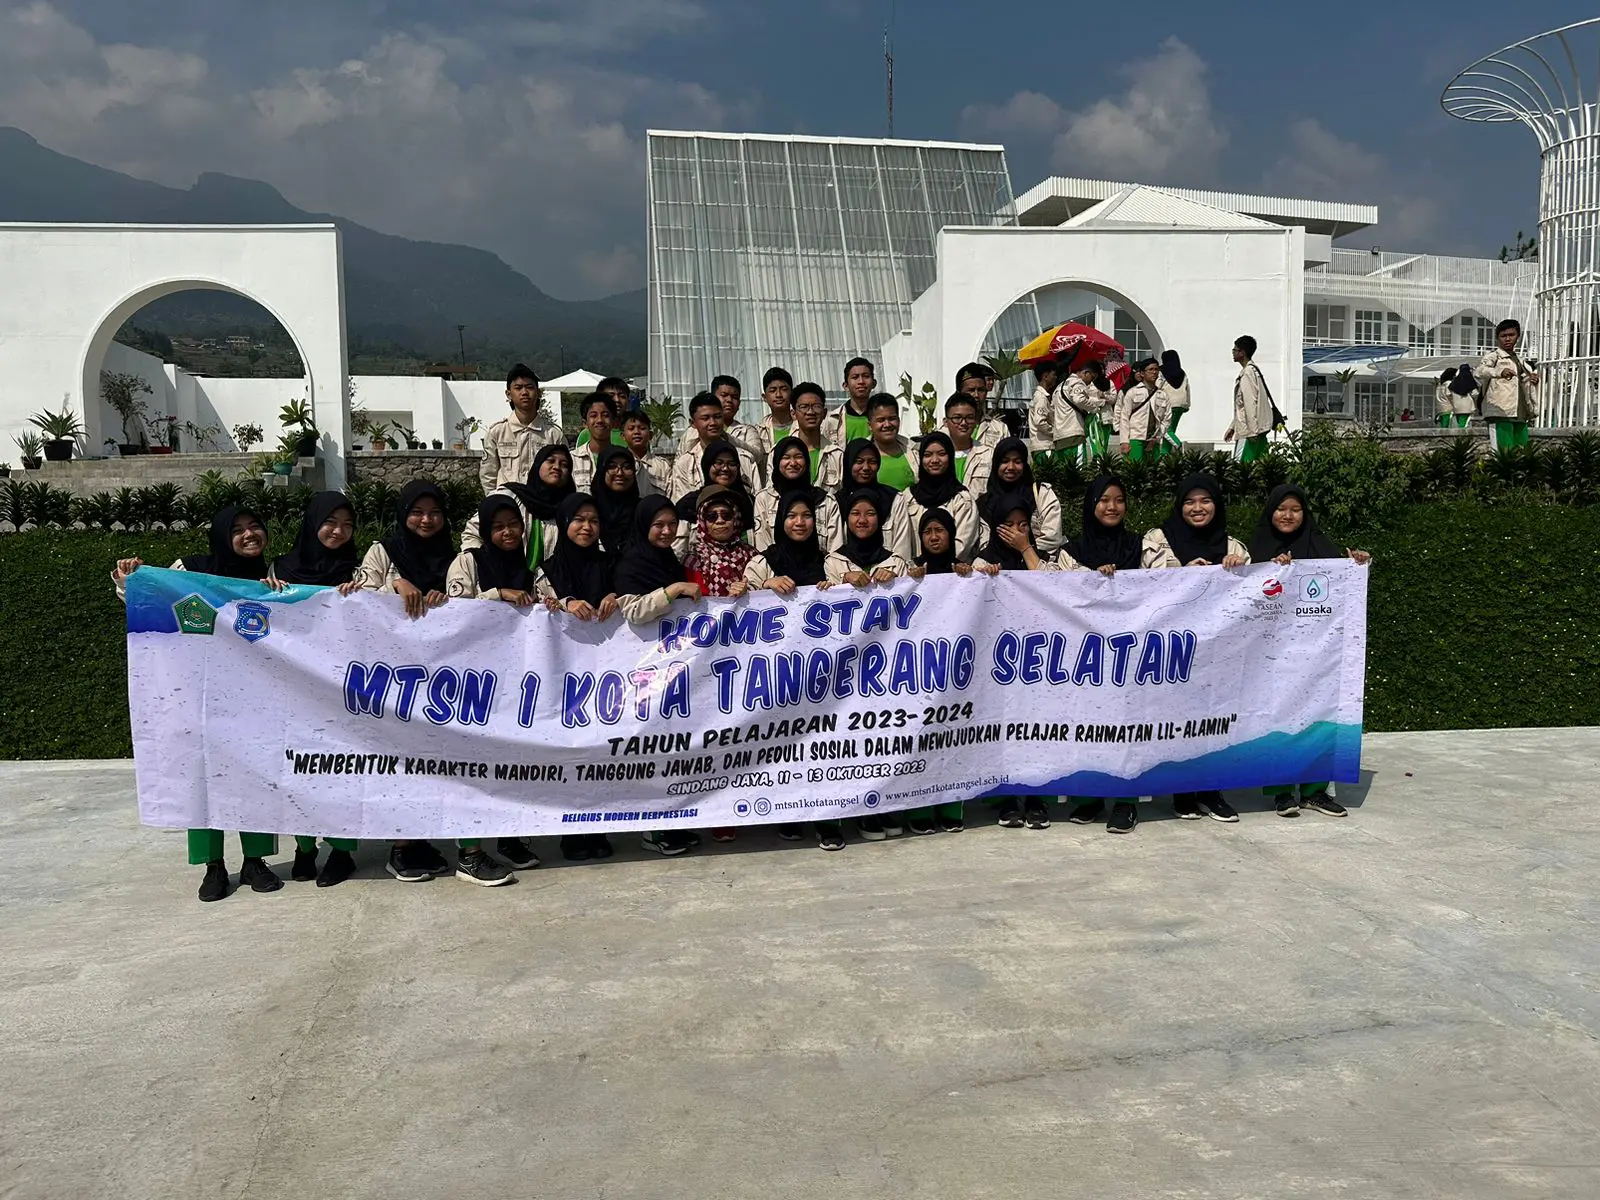 HOME STAY
MTSN 1 KOTA TANGERANG SELATAN
TAHUN PELAJARAN 2023-2024
"MEMBENTUK KARAKTER MANDIRI, TANGGUNG JAWAB, DAN PEDULI SOSIAL DALAM MEWUJUDKAN PELAJAR RAHMATAN LIL-ALAMIN"
SINDANG JAYA, 11 - 13 OKTOBER 2023
mtsn1kotatangsel www.mtsn1kotatangsel.sch.id
RELIGIUS MODERN BERPRESTASI
ASEAN
INDONESIA
pusaka